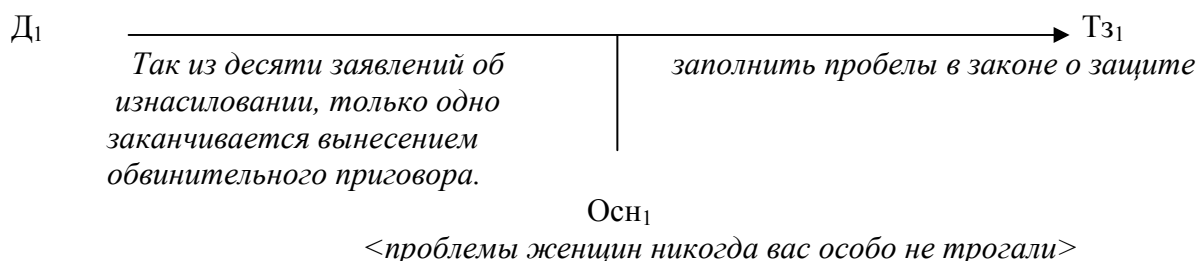 Д₁ Тз₁
Так из десяти заявлений об заполнить пробелы в законе о защите
изнасиловании, только одно
заканчивается вынесением
обвинительного приговора.
Осн₁
<проблемы женщин никогда вас особо не трогали>